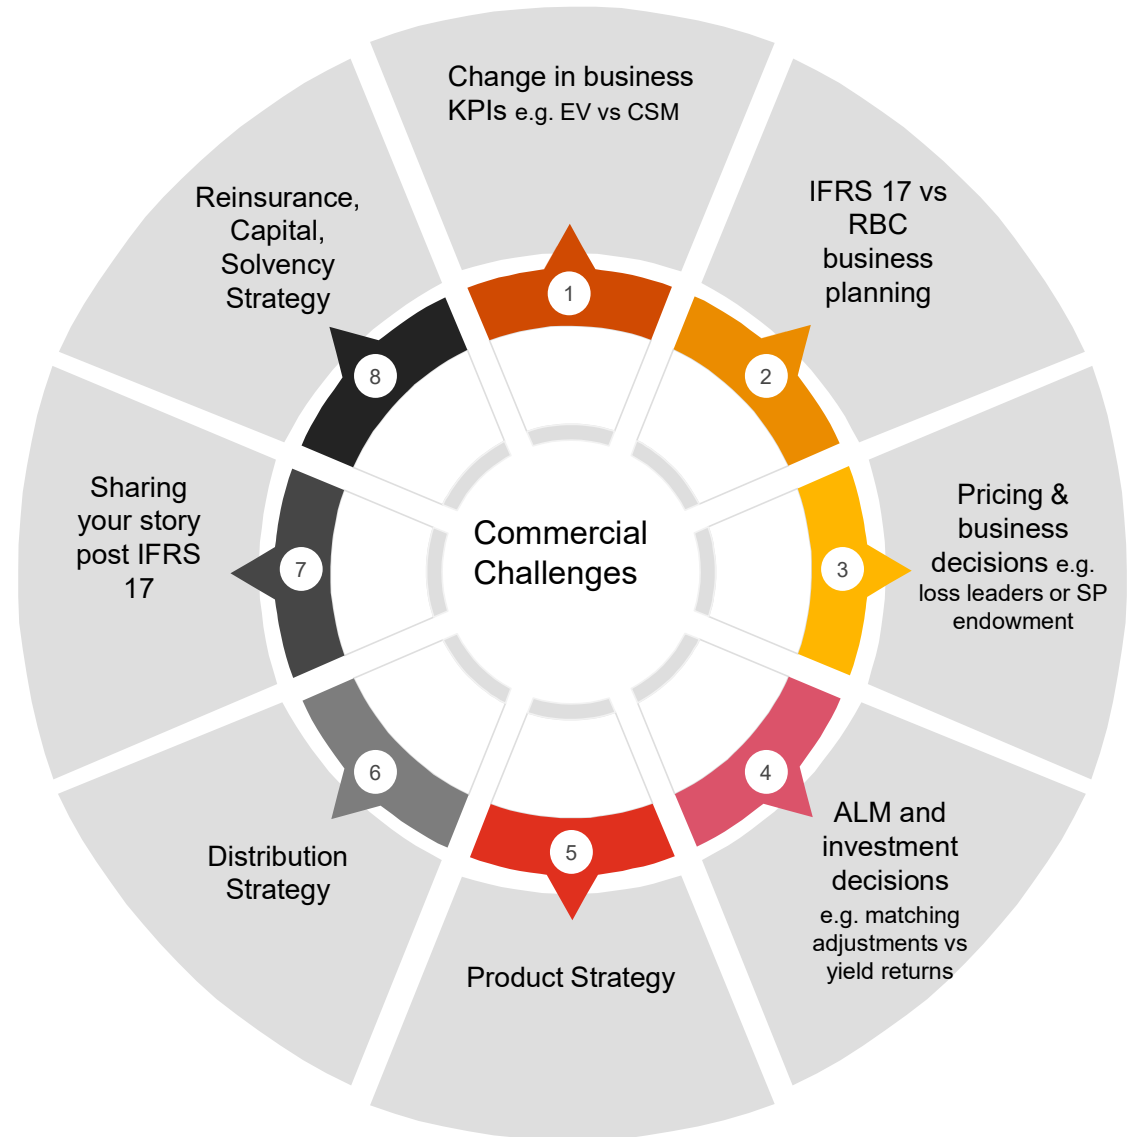 Change in business
KPIs e.g. EV vs CSM
1
IFRS 17 vs
RBC
business
planning
2
Pricing &
business
decisions e.g.
loss leaders or SP
endowment
3
ALM and
investment
decisions
e.g. matching
adjustments vs
yield returns
4
Product Strategy
5
Distribution
Strategy
6
Sharing
your story
post IFRS
17
7
Reinsurance,
Capital,
Solvency
Strategy
8
Commercial
Challenges